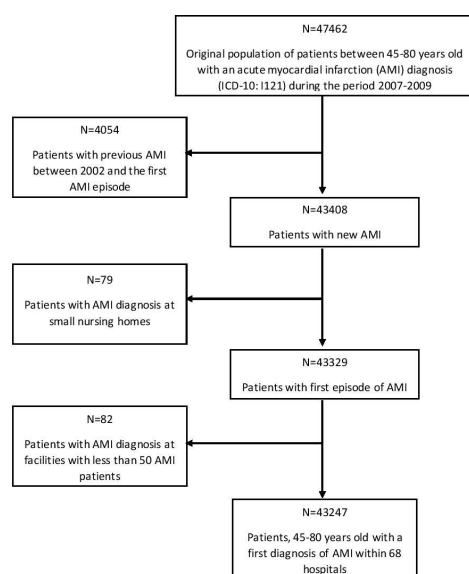 N=47462
Original population of patients between 45-80 years old
with an acute myocardial infarction (AMI) diagnosis
(ICD-10: I121) during the period 2007-2009
N=4054
Patients with previous AMI
between 2002 and the first
AMI episode
N=43408
Patients with new AMI
N=79
Patients with AMI diagnosis at
small nursing homes
N=43329
Patients with first episode of AMI
N=82
Patients with AMI diagnosis at
facilities with less than 50 AMI
patients
N=43247
Patients, 45-80 years old with a
first diagnosis of AMI within 68
hospitals